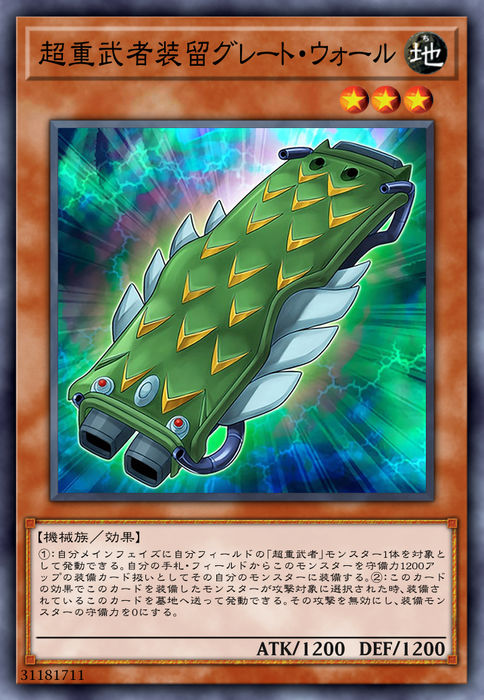 超重武者装留グレート・ウォール
ち
地
【機械族／効果】
①：自分メインフェイズに自分フィールドの「超重武者」モンスター1体を対象と
して発動できる。自分の手札・フィールドからこのモンスターを守備力1200ア
ップの装備カード扱いとしてその自分のモンスターに装備する。②：このカード
の効果でこのカードを装備したモンスターが攻撃対象に選択された時、装備さ
れているこのカードを墓地へ送って発動できる。その攻撃を無効にし、装備モン
スターの守備力を0にする。
ATK/1200 DEF/1200
31181711